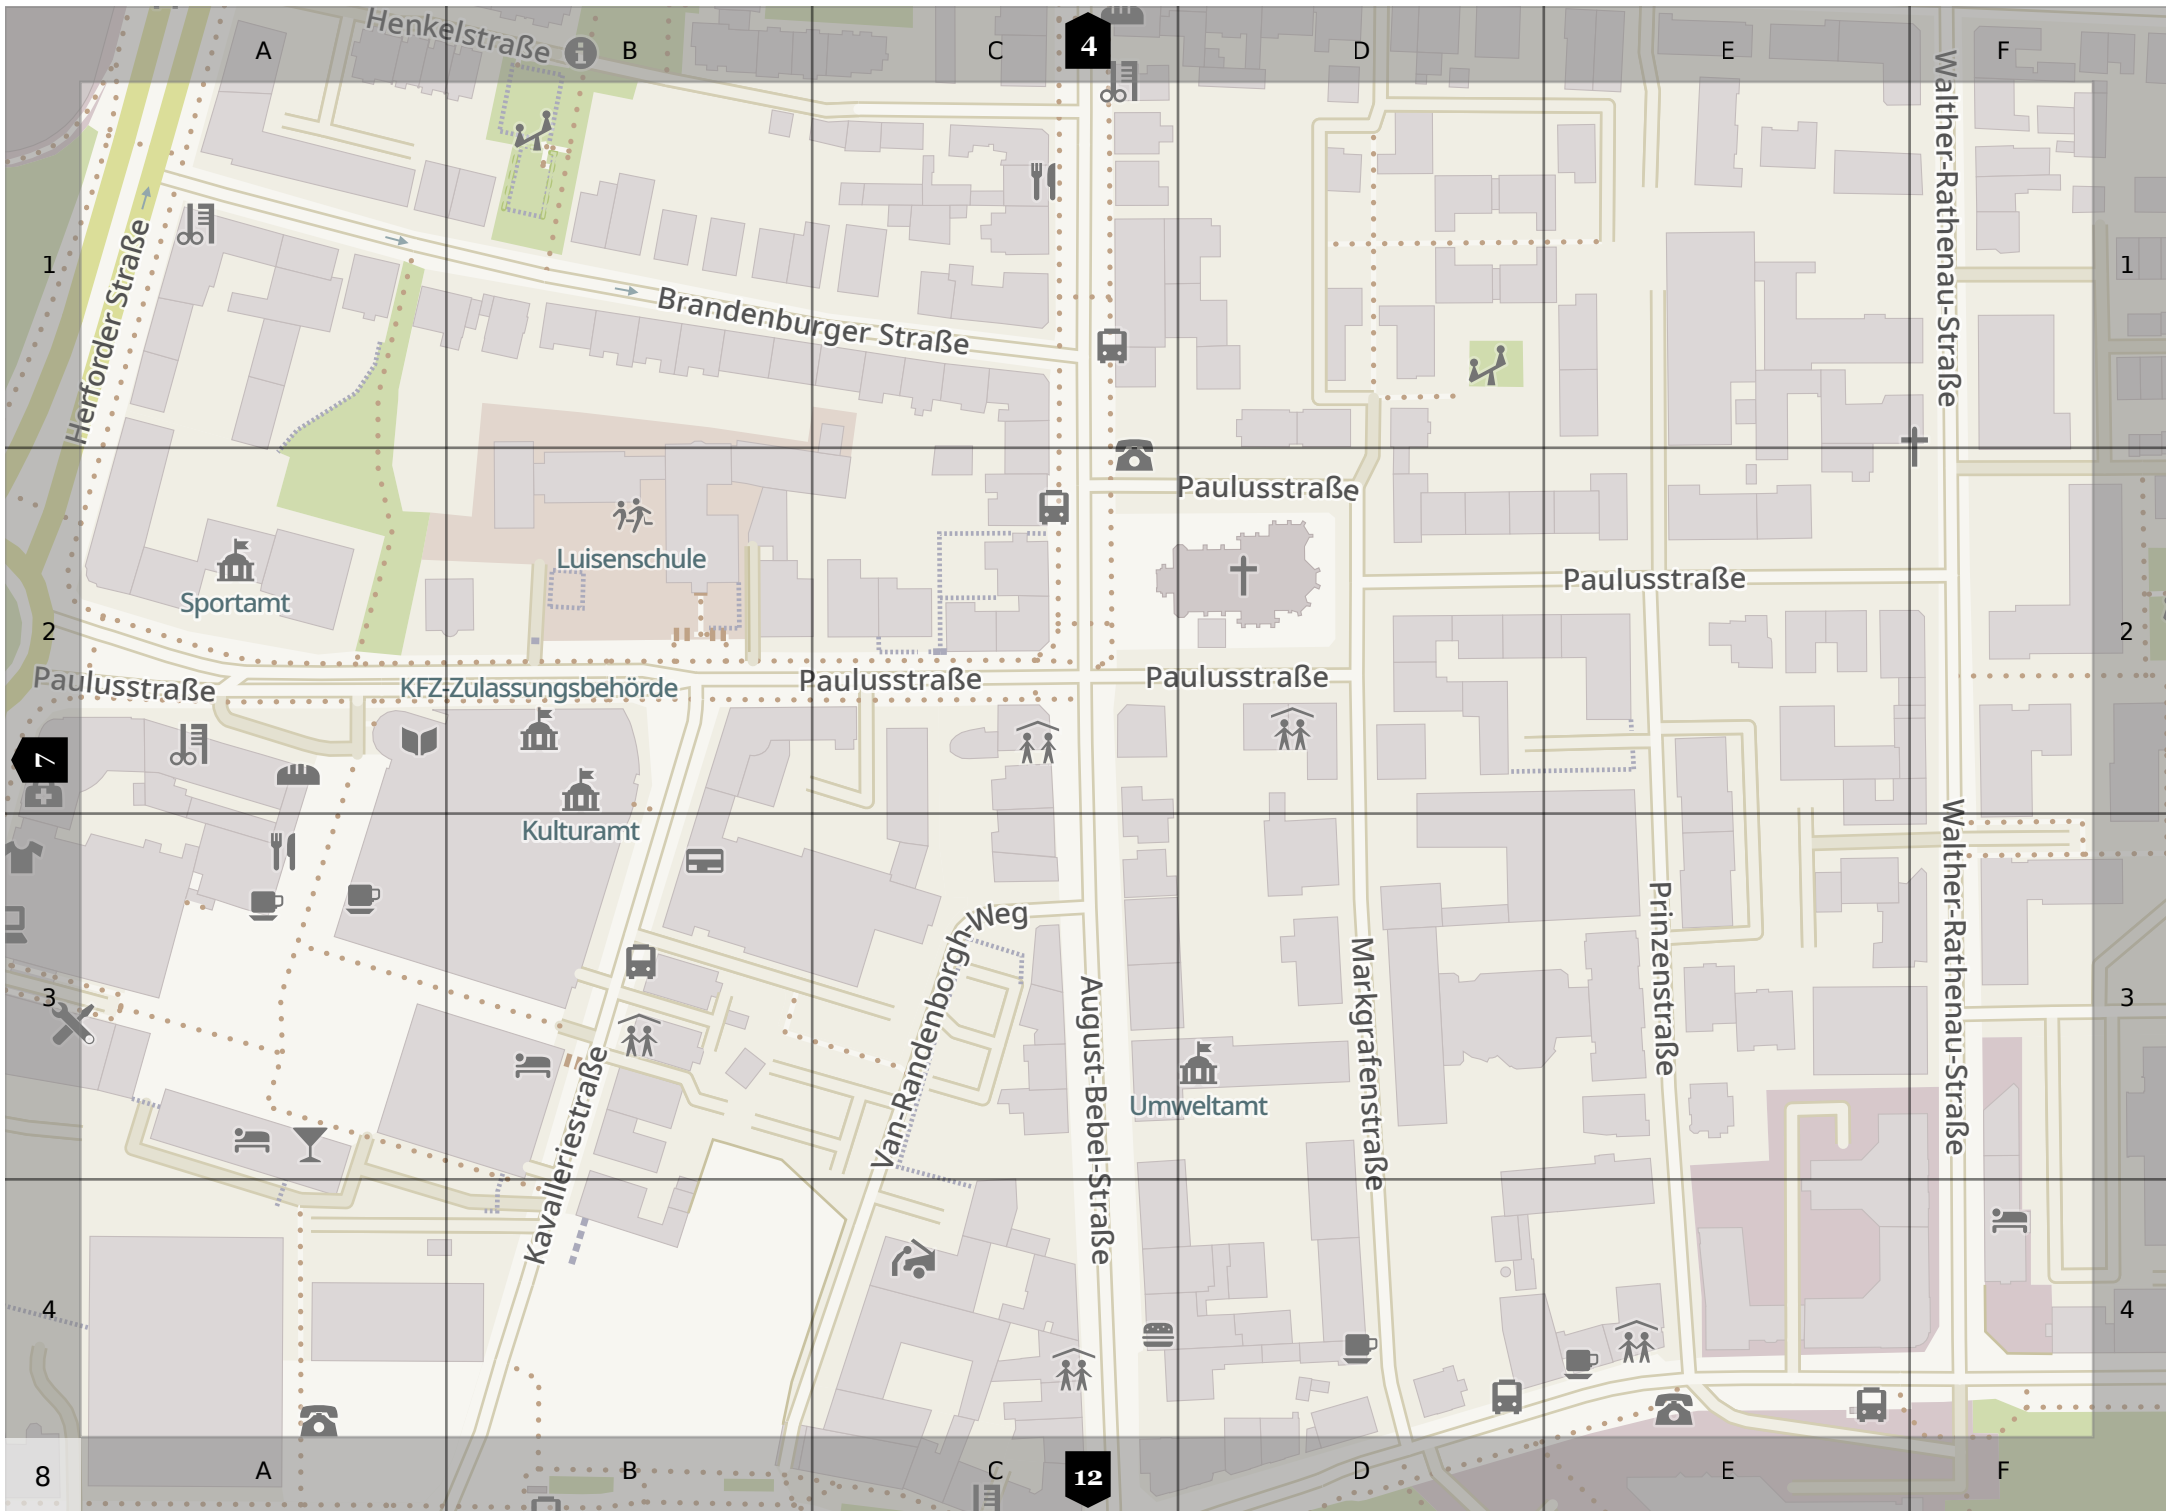 Henkelstraße
A
B
C
4
D
E
F
Walther-Rathenau-Straße
Herforder Straße
1
1
Brandenburger Straße
Paulusstraße
Luisenschule
Paulusstraße
Sportamt
2
2
Paulusstraße
KFZ-Zulassungsbehörde
Paulusstraße
Paulusstraße
7
Kulturamt
Walther-Rathenau-Straße
Van-Randenborgh-Weg
Prinzenstraße
Markgrafenstraße
August-Bebel-Straße
3
3
Kavalleriestraße
Umweltamt
4
4
8
A
B
C
12
D
E
F